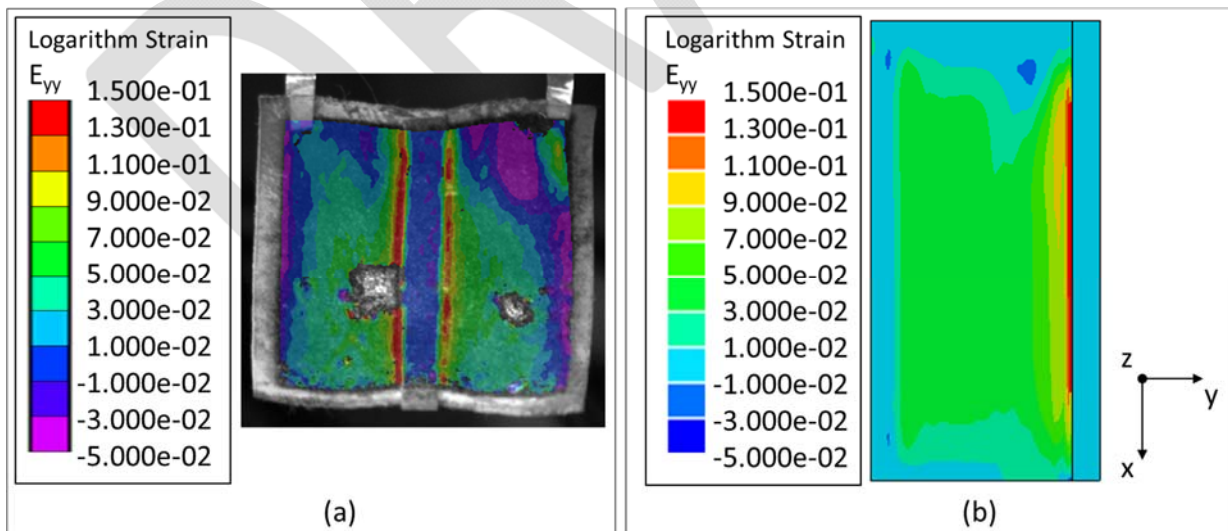 Logarithm Strain
Eyy
1.500e-01
1.300e-01
1.100e-01
9.000e-02
7.000e-02
5.000e-02
3.000e-02
1.000e-02
-1.000e-02
-3.000e-02
-5.000e-02
(a)
Logarithm Strain
Eyy
1.500e-01
1.300e-01
1.100e-01
9.000e-02
7.000e-02
5.000e-02
3.000e-02
1.000e-02
-1.000e-02
-3.000e-02
-5.000e-02
z
y
x
(b)